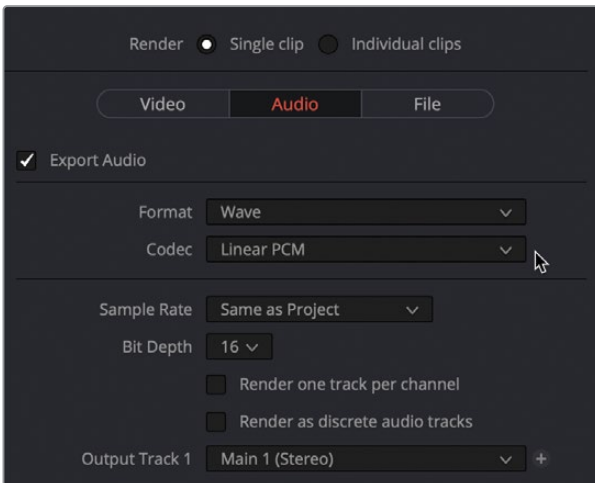 Render Single clip Individual clips
Video Audio File
Export Audio
Format Wave
Codec Linear PCM
Sample Rate Same as Project
Bit Depth 16
Render one track per channel
Render as discrete audio tracks
Output Track 1 Main 1 (Stereo) +